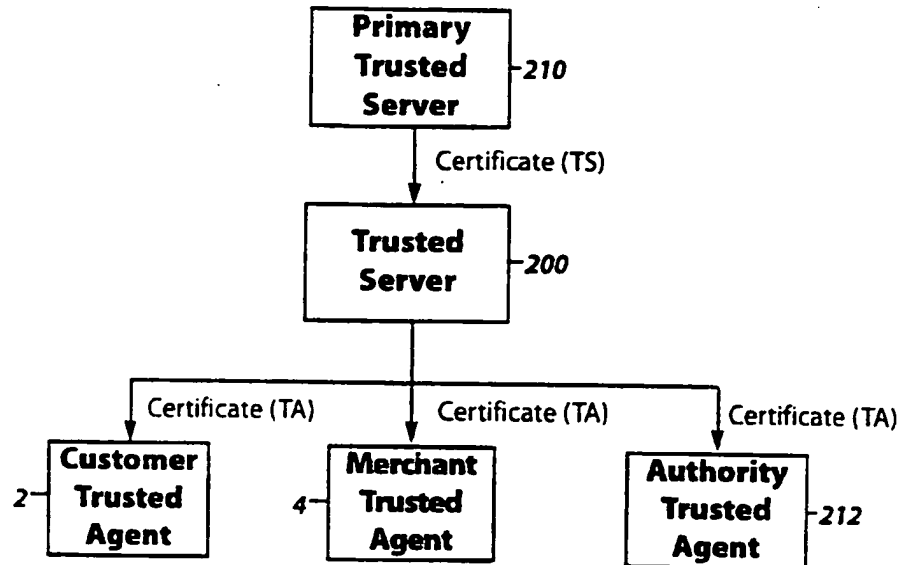 Primary
Trusted
Server
210
Certificate (TS)
Trusted
Server
200
Certificate (TA)
Certificate (TA)
Certificate (TA)
Customer
Trusted
Agent
2
Merchant
Trusted
Agent
4
Authority
Trusted
Agent
212